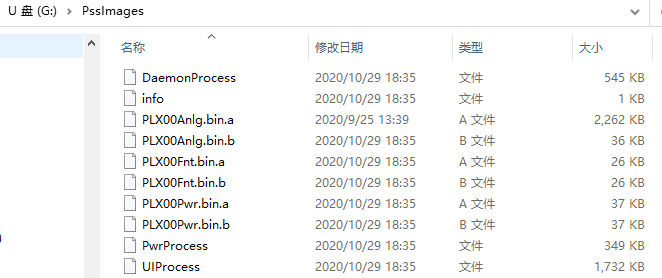 U 盘 (G:) › PssImages
名称 修改日期 类型 大小
DaemonProcess 2020/10/29 18:35 文件 545 KB
info 2020/10/29 18:35 文件 1 KB
PLX00Anlg.bin.a 2020/9/25 13:39 A 文件 2,262 KB
PLX00Anlg.bin.b 2020/10/29 18:35 B 文件 36 KB
PLX00Fnt.bin.a 2020/10/29 18:35 A 文件 26 KB
PLX00Fnt.bin.b 2020/10/29 18:35 B 文件 26 KB
PLX00Pwr.bin.a 2020/10/29 18:35 A 文件 37 KB
PLX00Pwr.bin.b 2020/10/29 18:35 B 文件 37 KB
PwrProcess 2020/10/29 18:35 文件 349 KB
UIProcess 2020/10/29 18:35 文件 1,732 KB